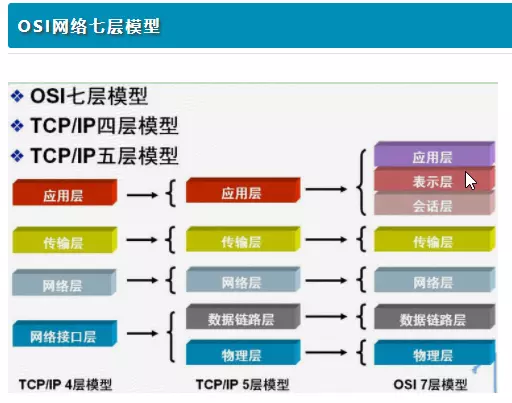 OSI网络七层模型
OSI七层模型
TCP/IP四层模型
TCP/IP五层模型
应用层
表示层
会话层
应用层
应用层
传输层
传输层
传输层
网络层
网络层
网络层
网络接口层
数据链路层
数据链路层
物理层
物理层
TCP/IP 4层模型
TCP/IP 5层模型
OSI 7层模型